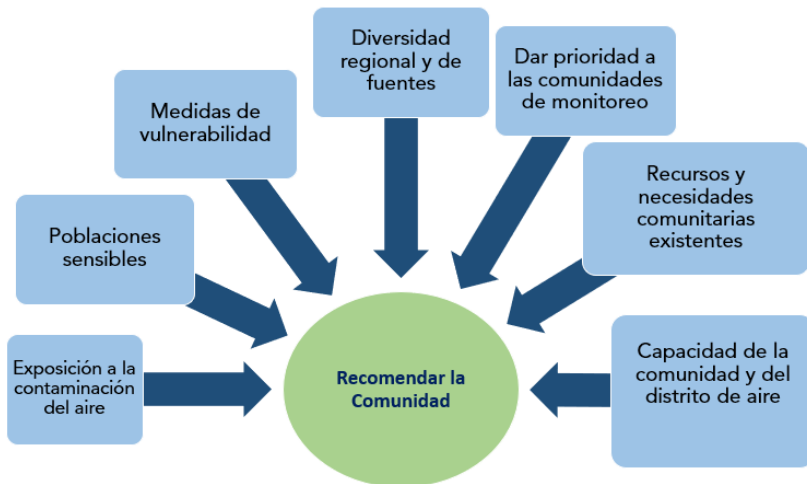 Diversidad
regional y de
fuentes
Dar prioridad a
las comunidades
de monitoreo
Medidas de
vulnerabilidad
Recursos y
necesidades
comunitarias
existentes
Poblaciones
sensibles
Exposición a la
contaminación
del aire
Recomendar la
Comunidad
Capacidad de la
comunidad y del
distrito de aire